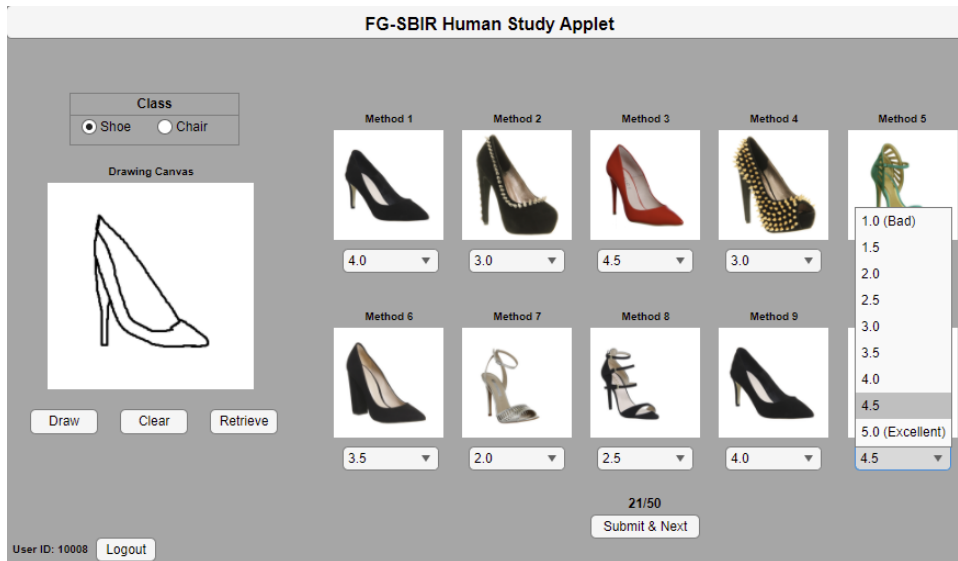 FG-SBIR Human Study Applet
Class
Shoe Chair
Drawing Canvas
Draw Clear Retrieve
Method 1 Method 2 Method 3 Method 4 Method 5
4.0 3.0 4.5 3.0
Method 6 Method 7 Method 8 Method 9
3.5 2.0 2.5 4.0 4.5
1.0 (Bad)
1.5
2.0
2.5
3.0
3.5
4.0
4.5
5.0 (Excellent)
21/50
Submit & Next
User ID: 10008 Logout